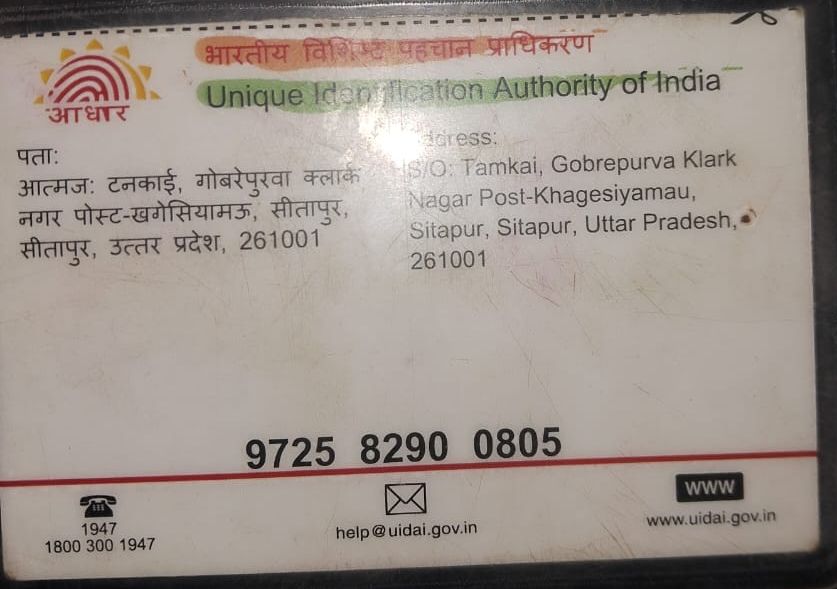 भारतीय विशिष्ट पहचान प्राधिकरण
Unique Identification Authority of India
आधार
पता:
आत्मज: टनकाई, गोबरेपुरवा क्लार्क
नगर पोस्ट-खगेसियामऊ, सीतापुर,
सीतापुर, उत्तर प्रदेश, 261001
Address:
S/O: Tamkai, Gobrepurva Klark
Nagar Post-Khagesiyamau,
Sitapur, Sitapur, Uttar Pradesh,
261001
9725 8290 0805
1947
1800 300 1947
help@uidai.gov.in
www
www.uidai.gov.in